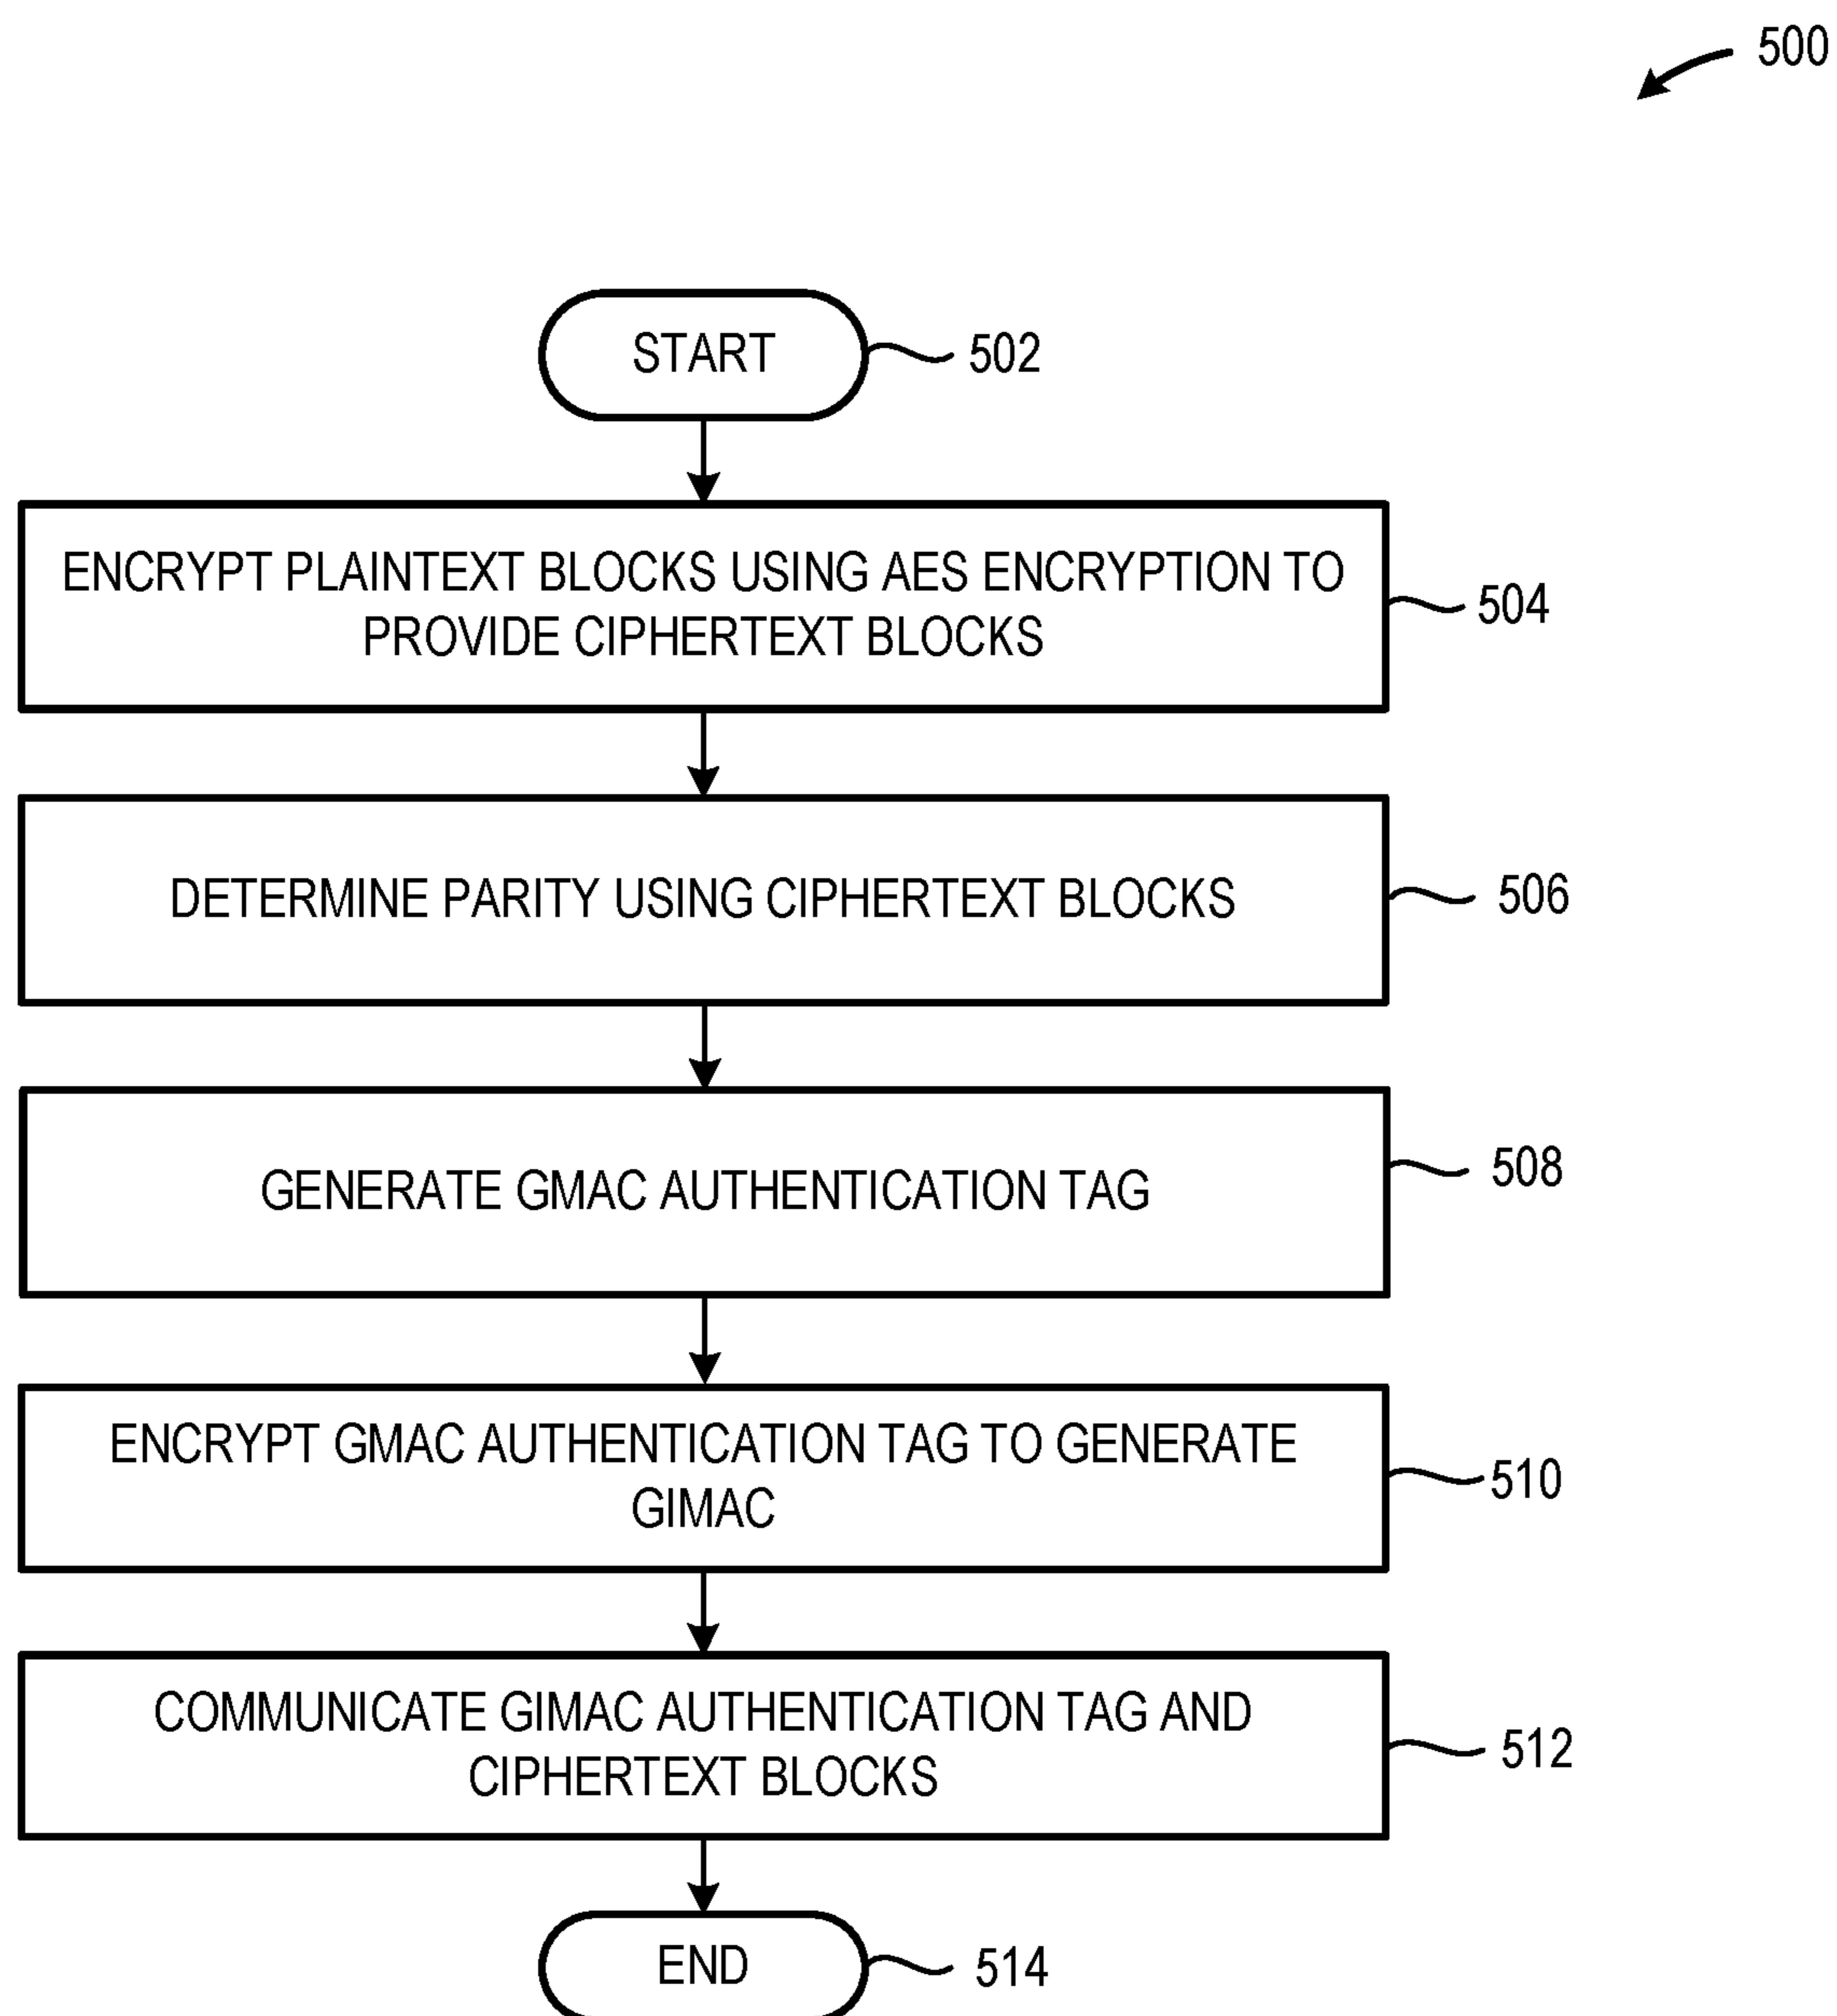 500
START
502
ENCRYPT PLAINTEXT BLOCKS USING AES ENCRYPTION TO
PROVIDE CIPHERTEXT BLOCKS
504
DETERMINE PARITY USING CIPHERTEXT BLOCKS
506
GENERATE GMAC AUTHENTICATION TAG
508
ENCRYPT GMAC AUTHENTICATION TAG TO GENERATE
GIMAC
510
COMMUNICATE GIMAC AUTHENTICATION TAG AND
CIPHERTEXT BLOCKS
512
END
514